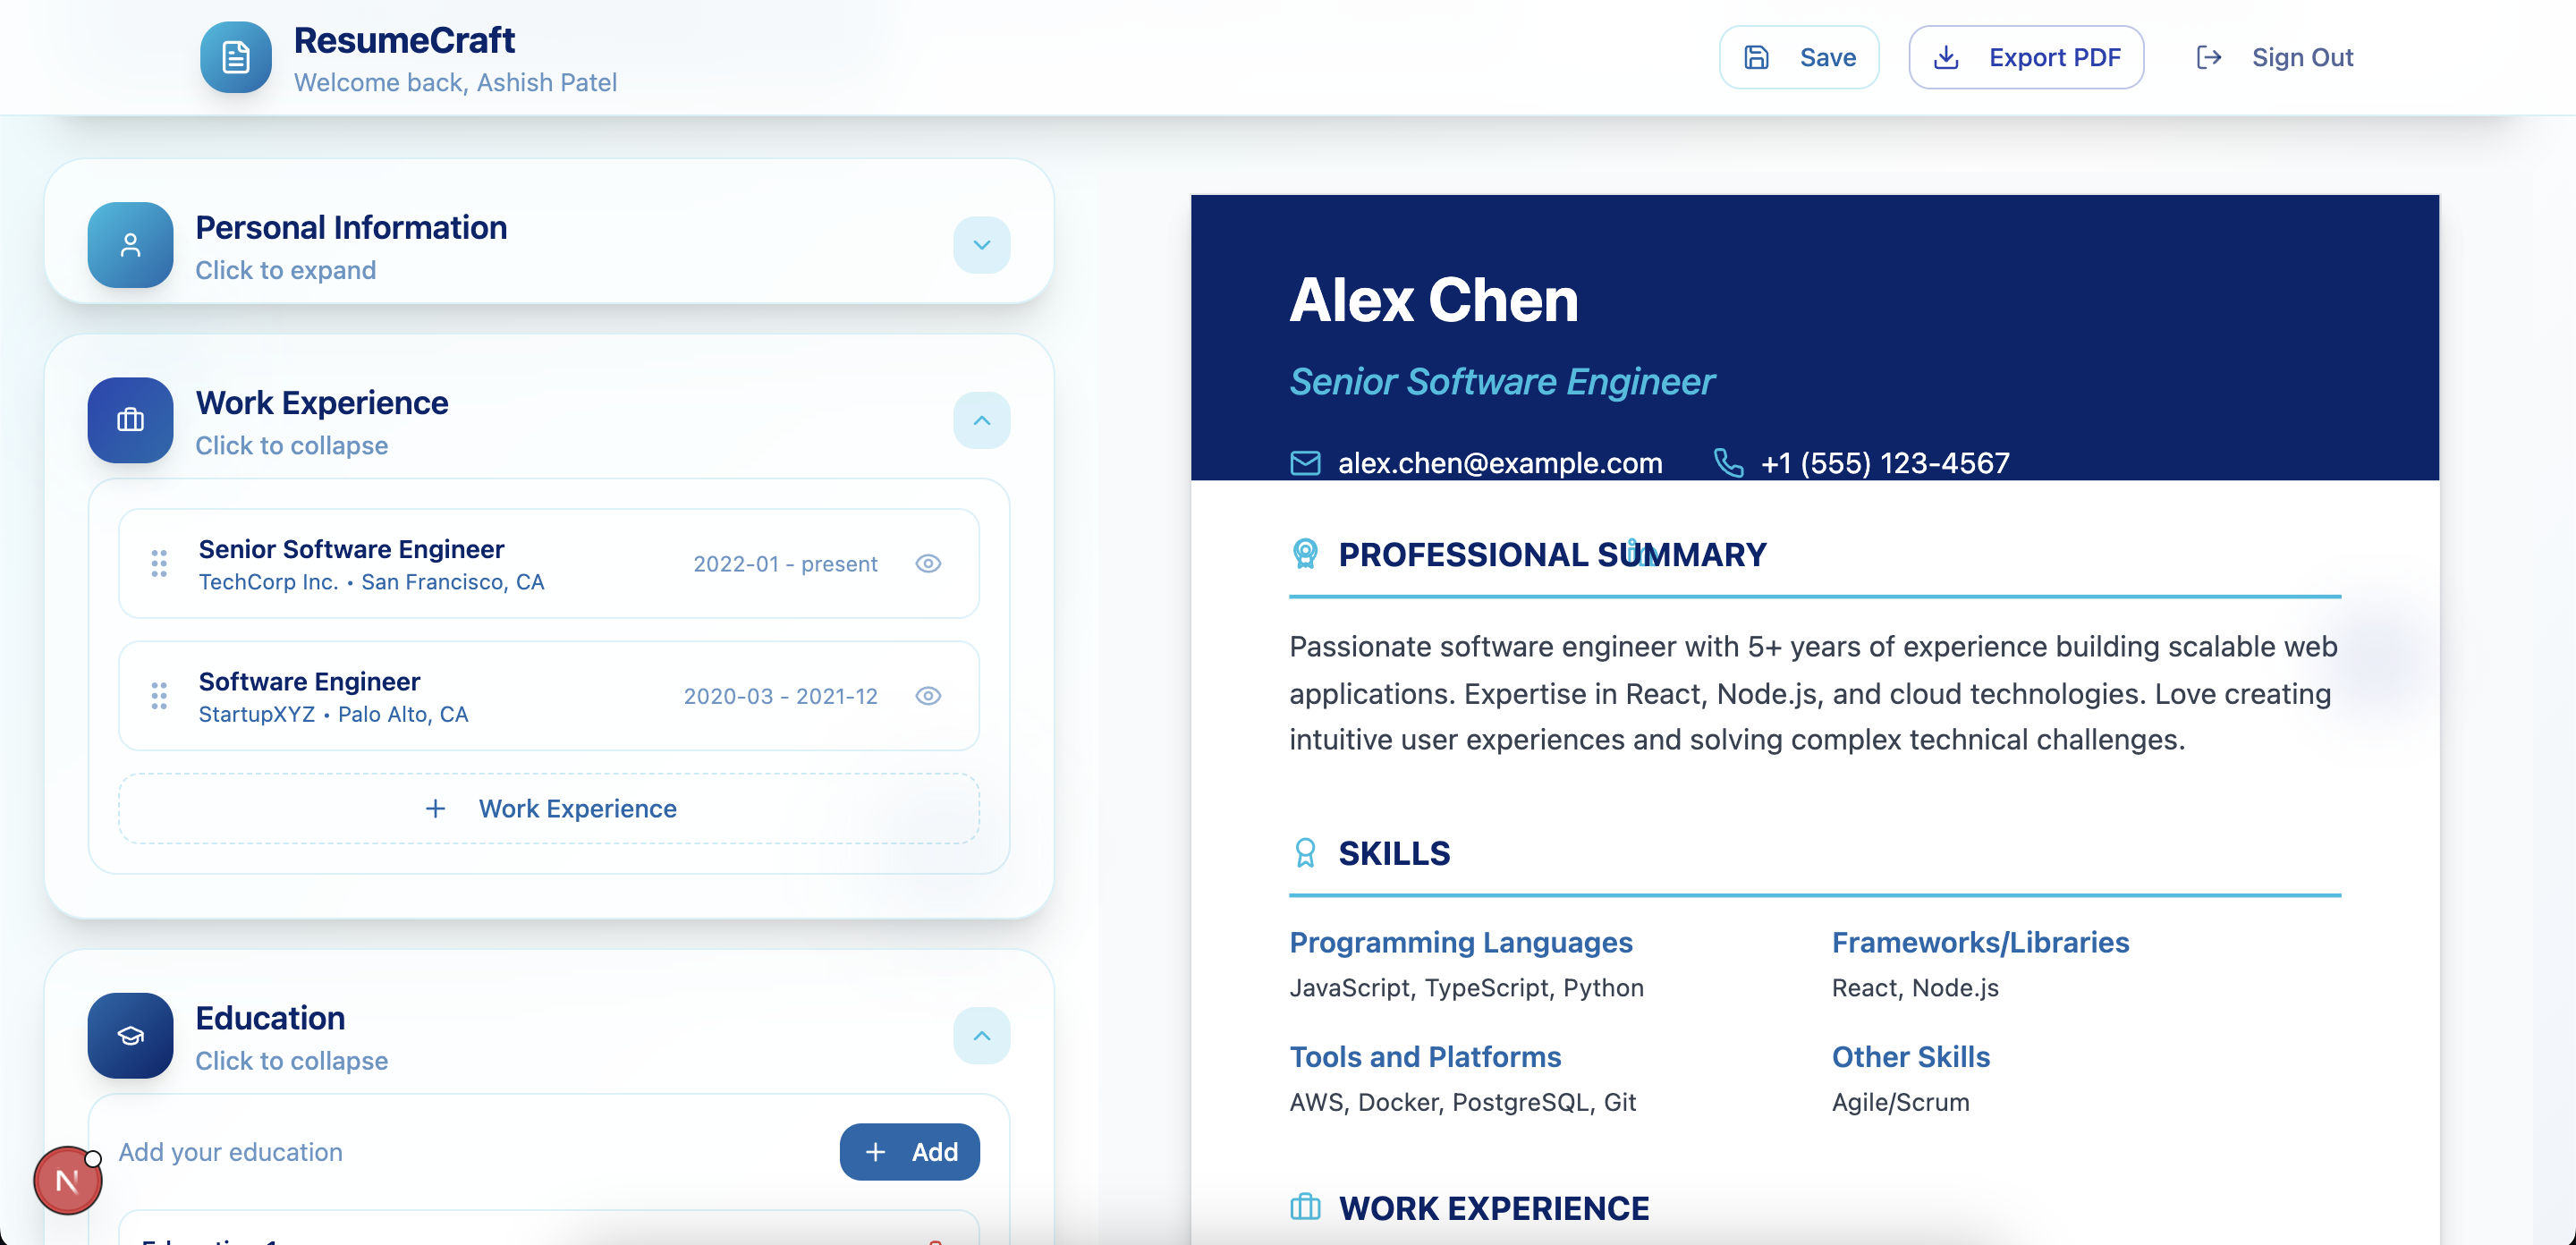 ResumeCraft
Welcome back, Ashish Patel
Save
Export PDF
Sign Out
Personal Information
Click to expand
Work Experience
Click to collapse
Senior Software Engineer
TechCorp Inc. • San Francisco, CA
2022-01 - present
Software Engineer
StartupXYZ • Palo Alto, CA
2020-03 - 2021-12
+ Work Experience
Education
Click to collapse
Add your education
+ Add
N
Alex Chen
Senior Software Engineer
alex.chen@example.com
+1 (555) 123-4567
PROFESSIONAL SUMMARY
Passionate software engineer with 5+ years of experience building scalable web
applications. Expertise in React, Node.js, and cloud technologies. Love creating
intuitive user experiences and solving complex technical challenges.
SKILLS
Programming Languages
JavaScript, TypeScript, Python
Frameworks/Libraries
React, Node.js
Tools and Platforms
AWS, Docker, PostgreSQL, Git
Other Skills
Agile/Scrum
WORK EXPERIENCE